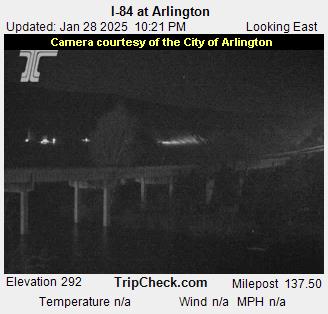 I-84 at Arlington
Updated: Jan 28 2025 10:21 PM Looking East
Camera courtesy of the City of Arlington
Elevation 292 TripCheck.com Milepost 137.50
Temperature n/a Wind n/a MPH n/a